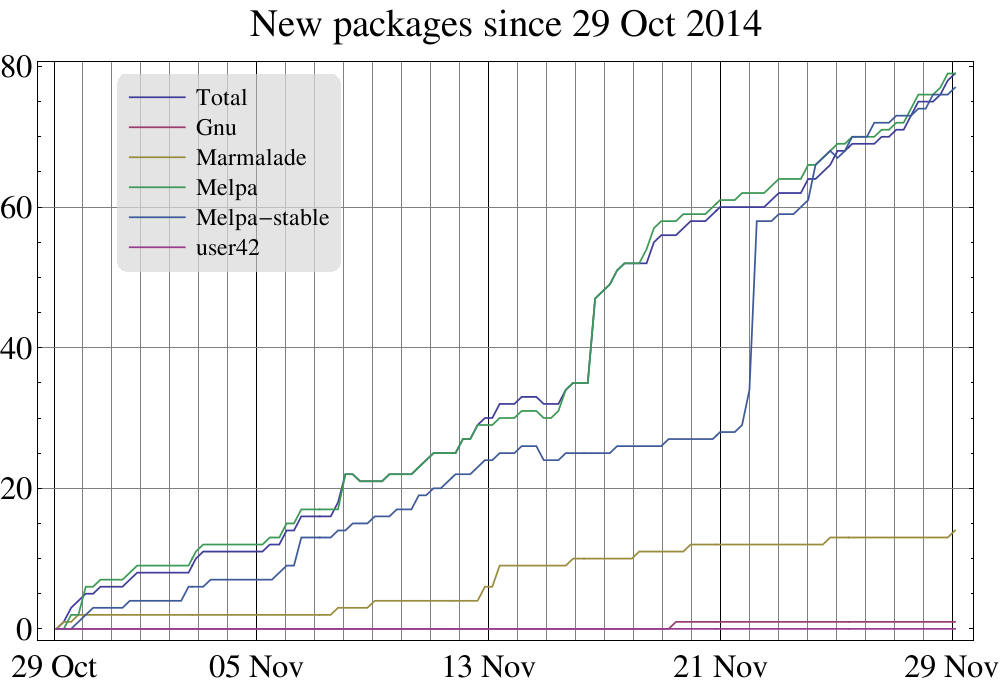 New packages since 29 Oct 2014
80
60
40
20
0
Total
Gnu
Marmalade
Melpa
Melpa−stable
user42
29 Oct 05 Nov 13 Nov 21 Nov 29 Nov